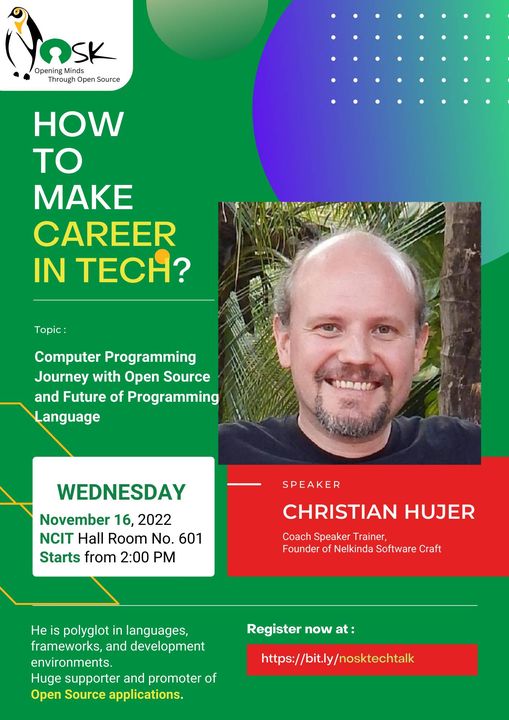 NOSK
Opening Minds
Through Open Source
HOW
TO
MAKE
CAREER
IN TECH?
Topic :
Computer Programming
Journey with Open Source
and Future of Programming
Language
WEDNESDAY
November 16, 2022
NCIT Hall Room No. 601
Starts from 2:00 PM
SPEAKER
CHRISTIAN HUJER
Coach Speaker Trainer,
Founder of Nelkinda Software Craft
He is polyglot in languages,
frameworks, and development
environments.
Huge supporter and promoter of
Open Source applications.
Register now at :
https://bit.ly/nosktechtalk